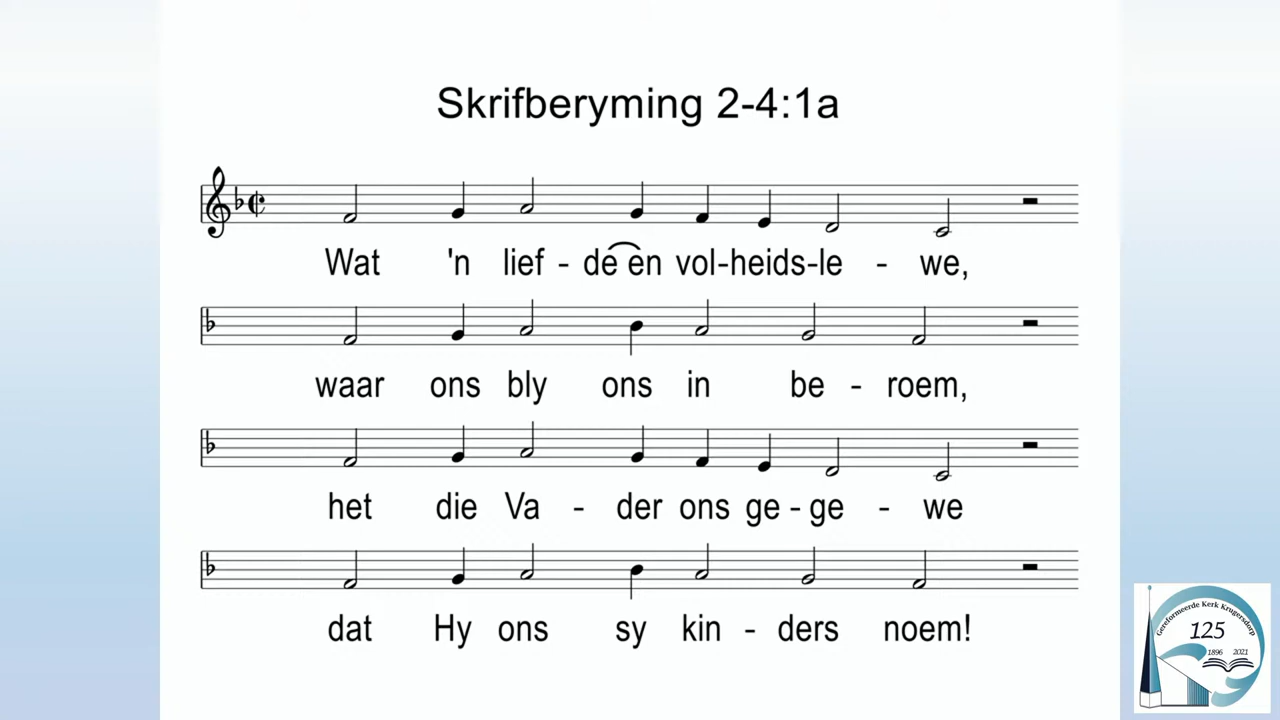 Skrifberyming 2-4:1a
Wat 'n lief - de en vol-heids-le - we,
waar ons bly ons in be - roem,
het die Va - der ons ge - ge - we
dat Hy ons sy kin - ders noem!
Gereformeerde Kerk Krugersdorp
125
1896 2021